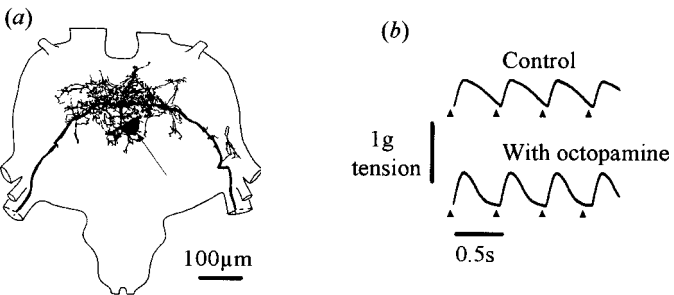 (a)
100µm
(b)
Control
1g
tension
With octopamine
0.5s